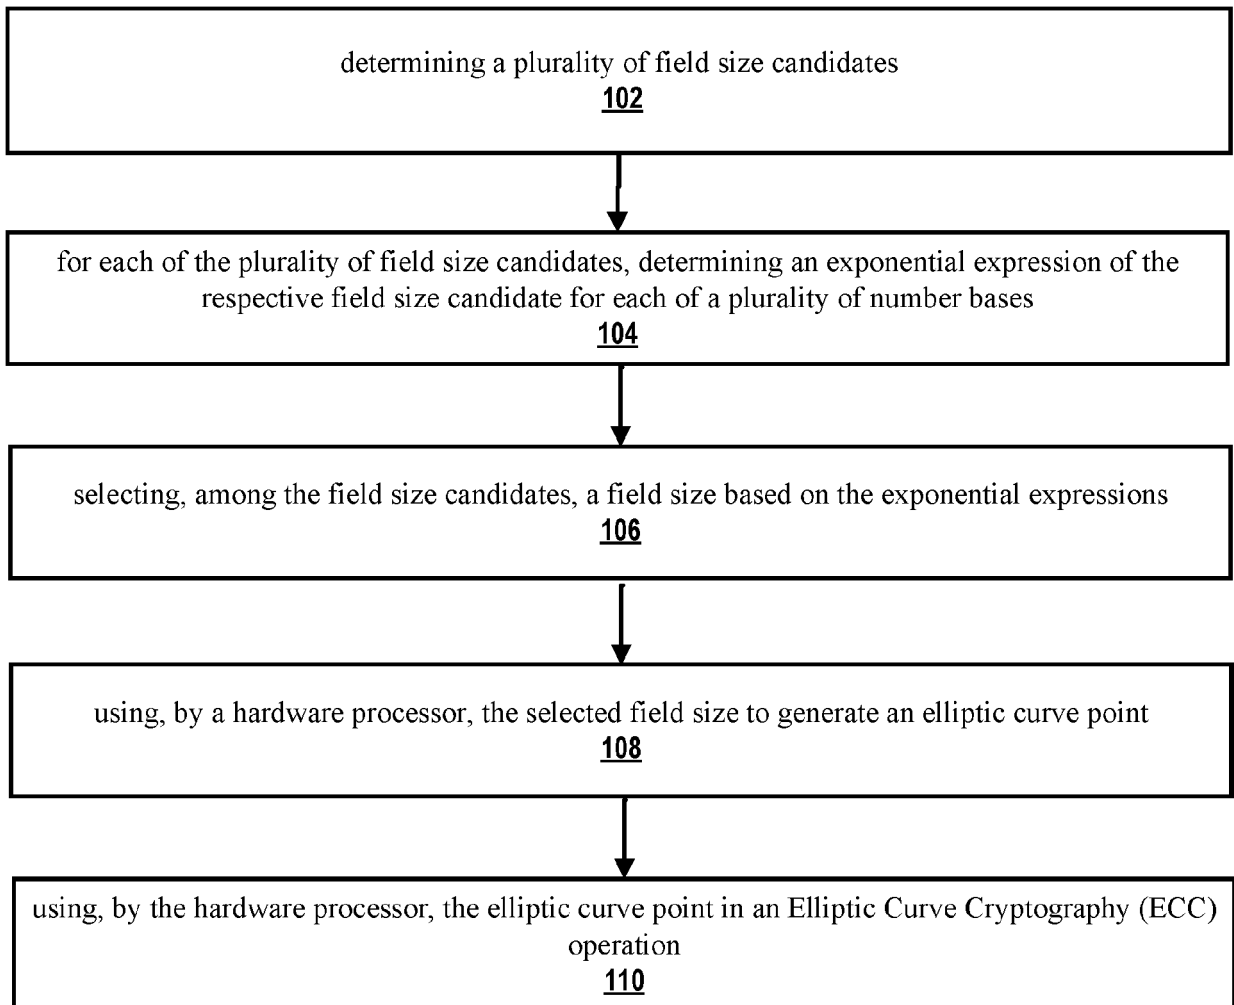 determining a plurality of field size candidates
102
for each of the plurality of field size candidates, determining an exponential expression of the
respective field size candidate for each of a plurality of number bases
104
selecting, among the field size candidates, a field size based on the exponential expressions
106
using, by a hardware processor, the selected field size to generate an elliptic curve point
108
using, by the hardware processor, the elliptic curve point in an Elliptic Curve Cryptography (ECC)
operation
110